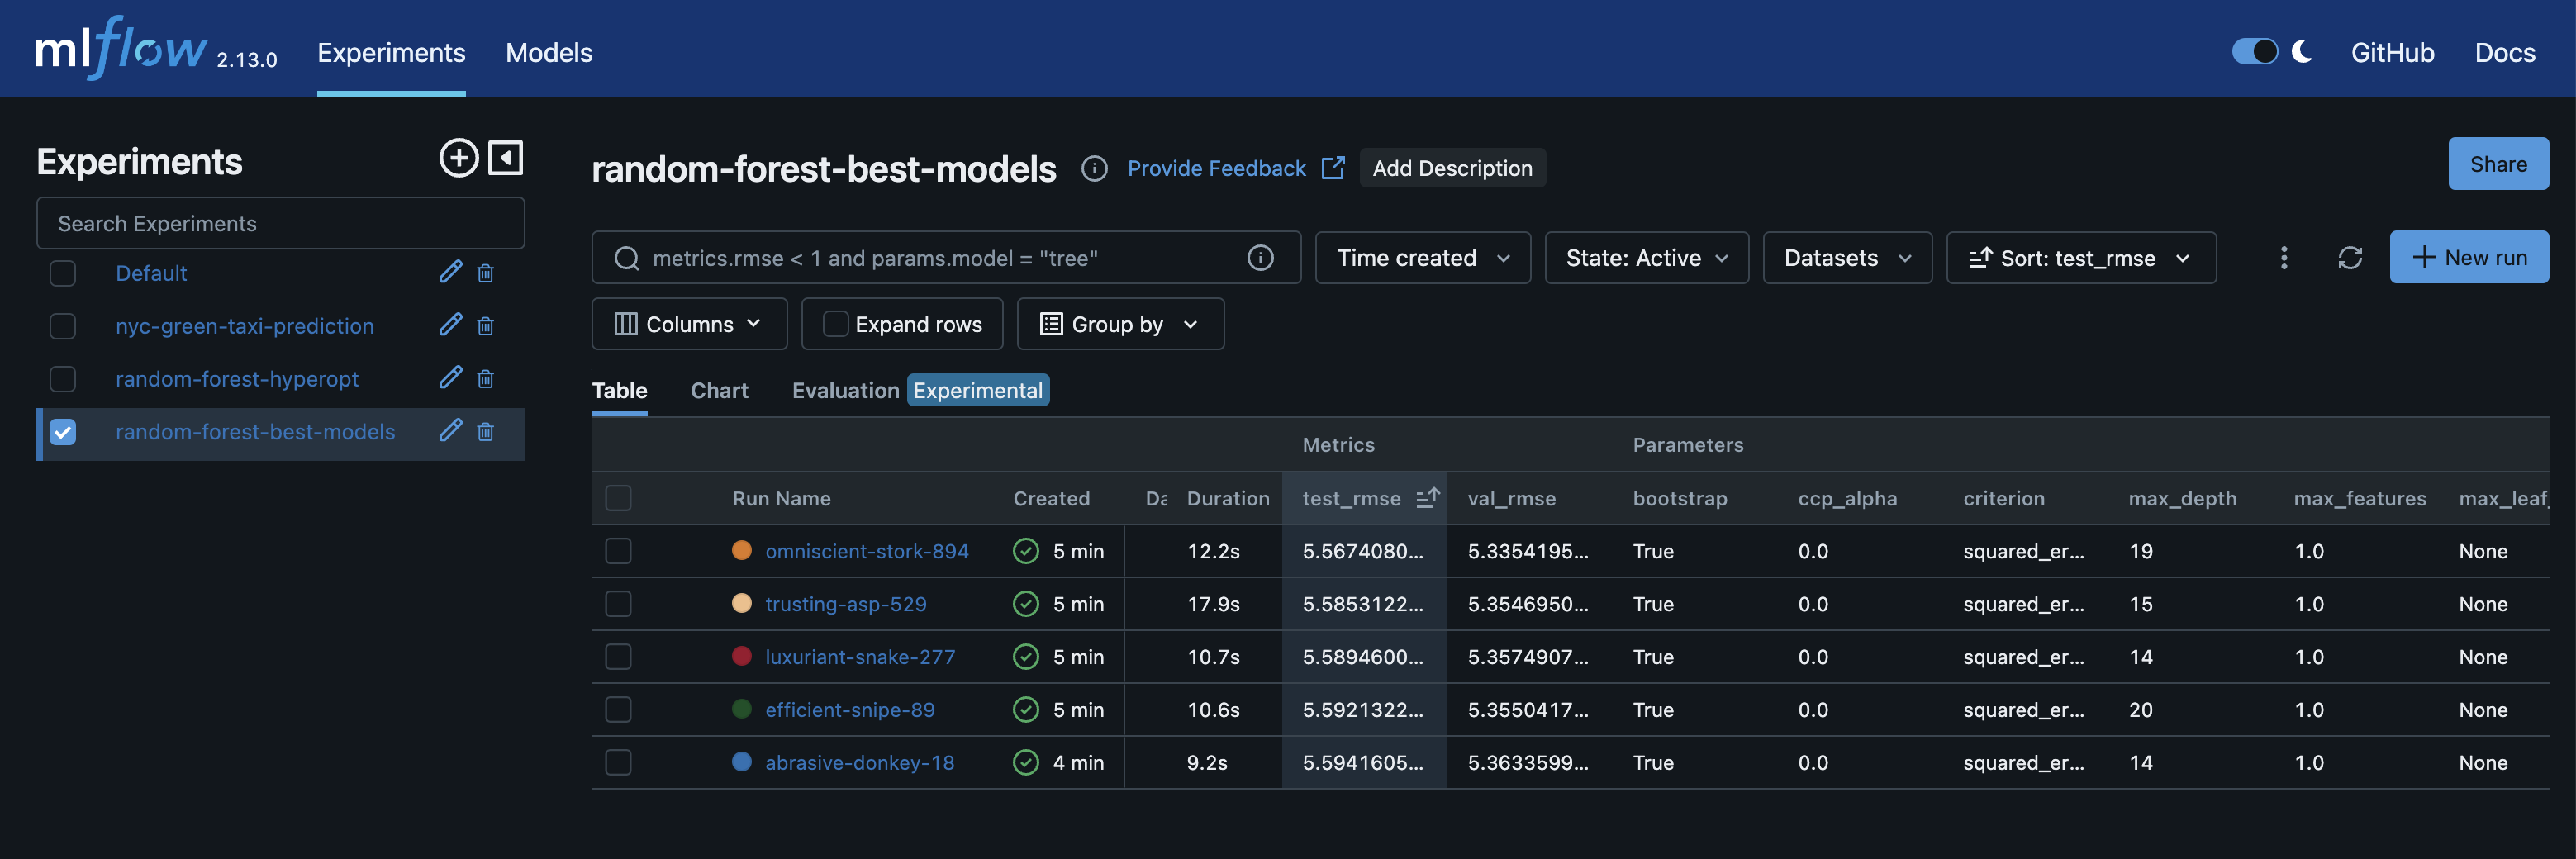 mlflow 2.13.0 Experiments Models GitHub Docs
Experiments
Search Experiments
Default
nyc-green-taxi-prediction
random-forest-hyperopt
random-forest-best-models
random-forest-best-models Provide Feedback Add Description Share
metrics.rmse < 1 and params.model = "tree" Time created State: Active Datasets Sort: test_rmse New run
Columns Expand rows Group by
Table Chart Evaluation Experimental
Metrics Parameters
Run Name Created Da Duration test_rmse val_rmse bootstrap ccp_alpha criterion max_depth max_features max_leaf_
omniscient-stork-894 5 min 12.2s 5.5674080... 5.3354195... True 0.0 squared_er... 19 1.0 None
trusting-asp-529 5 min 17.9s 5.5853122... 5.3546950... True 0.0 squared_er... 15 1.0 None
luxuriant-snake-277 5 min 10.7s 5.5894600... 5.3574907... True 0.0 squared_er... 14 1.0 None
efficient-snipe-89 5 min 10.6s 5.5921322... 5.3550417... True 0.0 squared_er... 20 1.0 None
abrasive-donkey-18 4 min 9.2s 5.5941605... 5.3633599... True 0.0 squared_er... 14 1.0 None